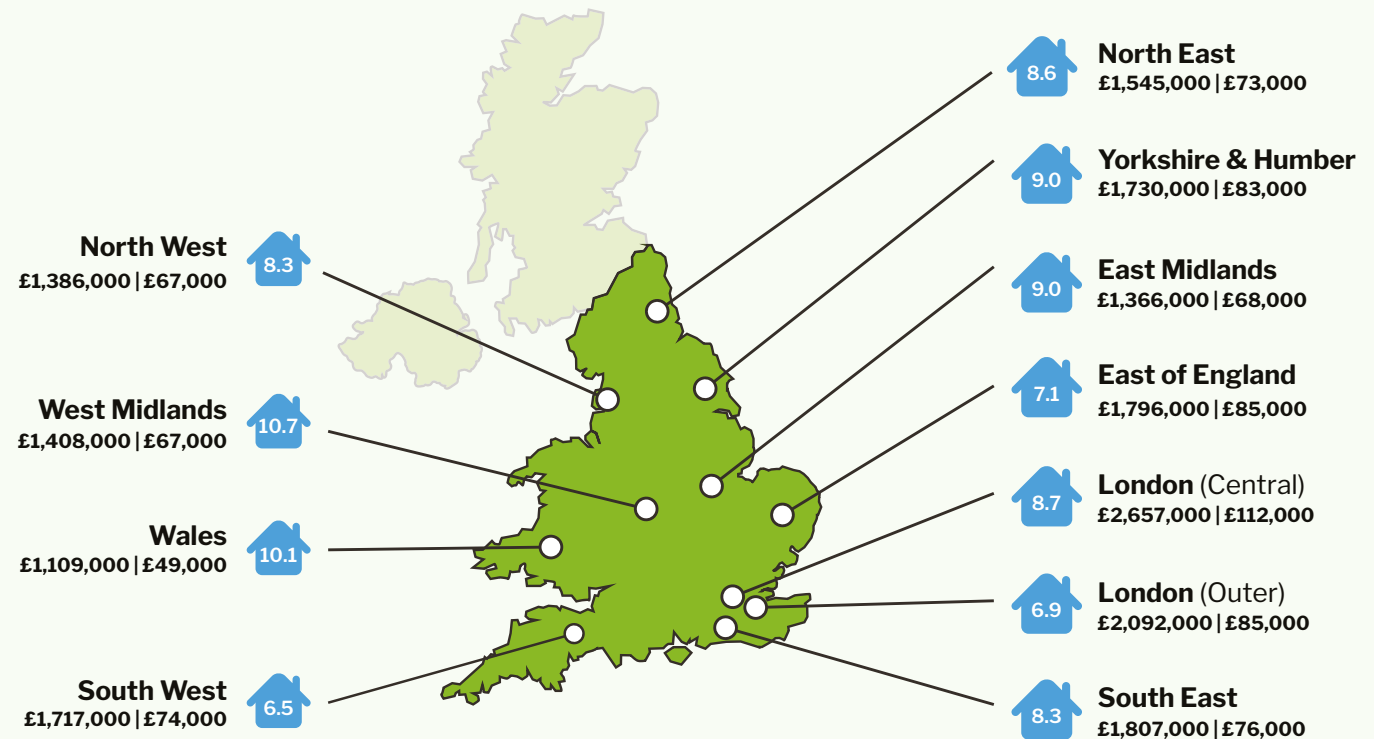 North West
8.3
£1,386,000 | £67,000
West Midlands
10.7
£1,408,000 | £67,000
Wales
10.1
£1,109,000 | £49,000
South West
6.5
£1,717,000 | £74,000
North East
8.6
£1,545,000 | £73,000
Yorkshire & Humber
9.0
£1,730,000 | £83,000
East Midlands
9.0
£1,366,000 | £68,000
East of England
7.1
£1,796,000 | £85,000
London (Central)
8.7
£2,657,000 | £112,000
London (Outer)
6.9
£2,092,000 | £85,000
South East
8.3
£1,807,000 | £76,000